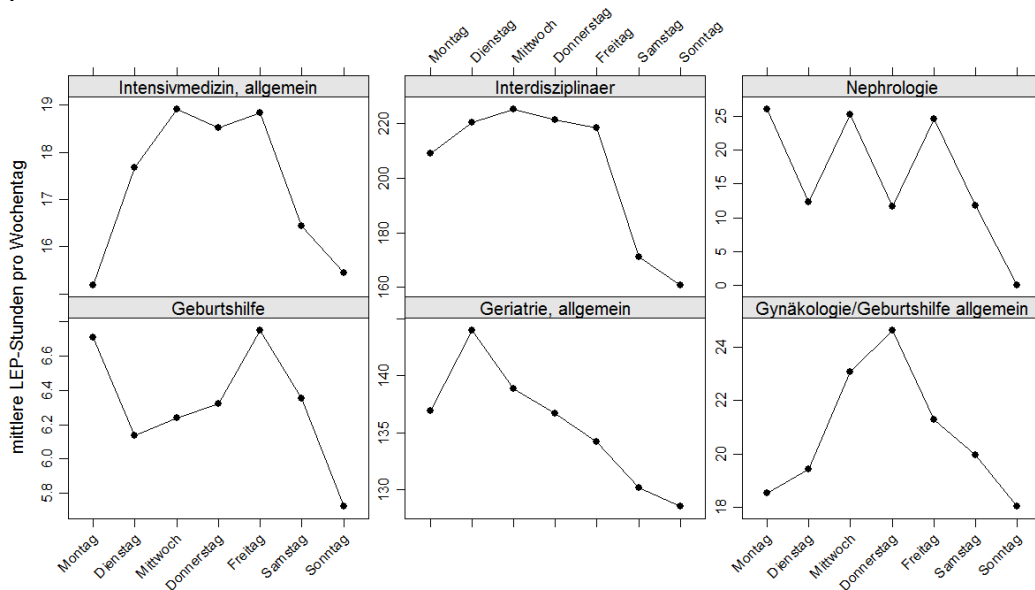 Montag
Dienstag
Mittwoch
Donnerstag
Freitag
Samstag
Sonntag
mittlere LEP-Stunden pro Wochentag
Intensivmedizin, allgemein
19
18
17
16
15
Interdisziplinaer
220
200
180
160
Nephrologie
25
20
15
10
5
0
Geburtshilfe
6.6
6.4
6.2
6.0
5.8
Geriatrie, allgemein
140
135
130
Gynäkologie/Geburtshilfe allgemein
24
22
20
18
Montag
Dienstag
Mittwoch
Donnerstag
Freitag
Samstag
Sonntag
Montag
Dienstag
Mittwoch
Donnerstag
Freitag
Samstag
Sonntag